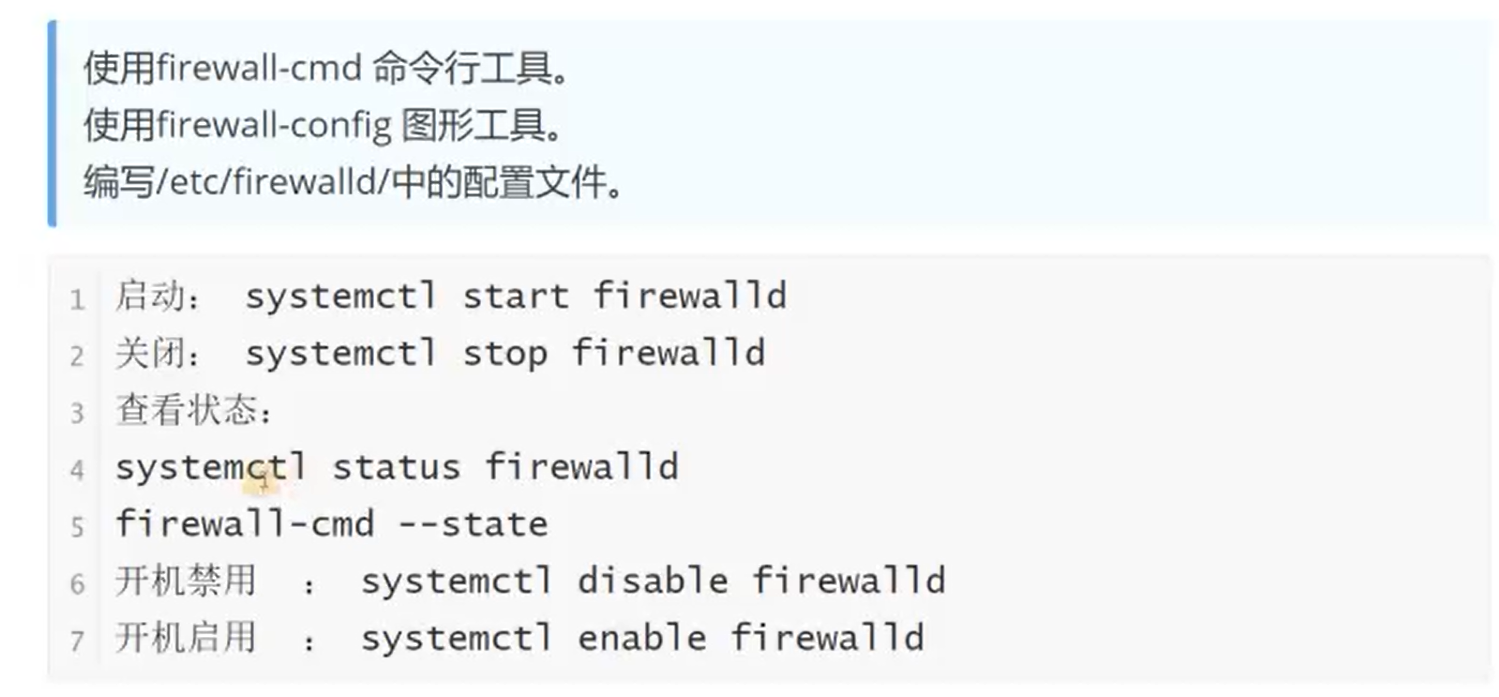 使用firewall-cmd 命令行工具。
使用firewall-config 图形工具。
编写/etc/firewalld/中的配置文件。
1 启动： systemctl start firewalld
2 关闭： systemctl stop firewalld
3 查看状态：
4 systemctl status firewalld
5 firewall-cmd --state
6 开机禁用 ： systemctl disable firewalld
7 开机启用 ： systemctl enable firewalld